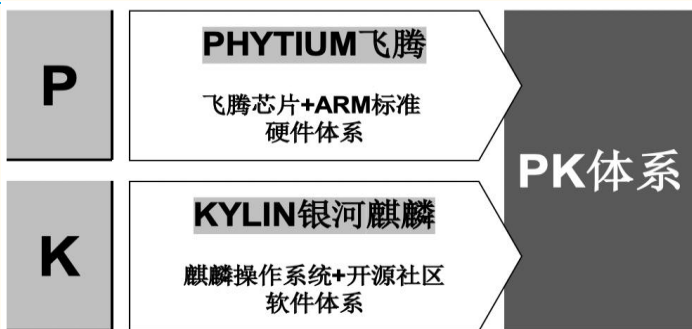 P
PHYTIUM飞腾
飞腾芯片+ARM标准
硬件体系
K
KYLIN银河麒麟
麒麟操作系统+开源社区
软件体系
PK体系